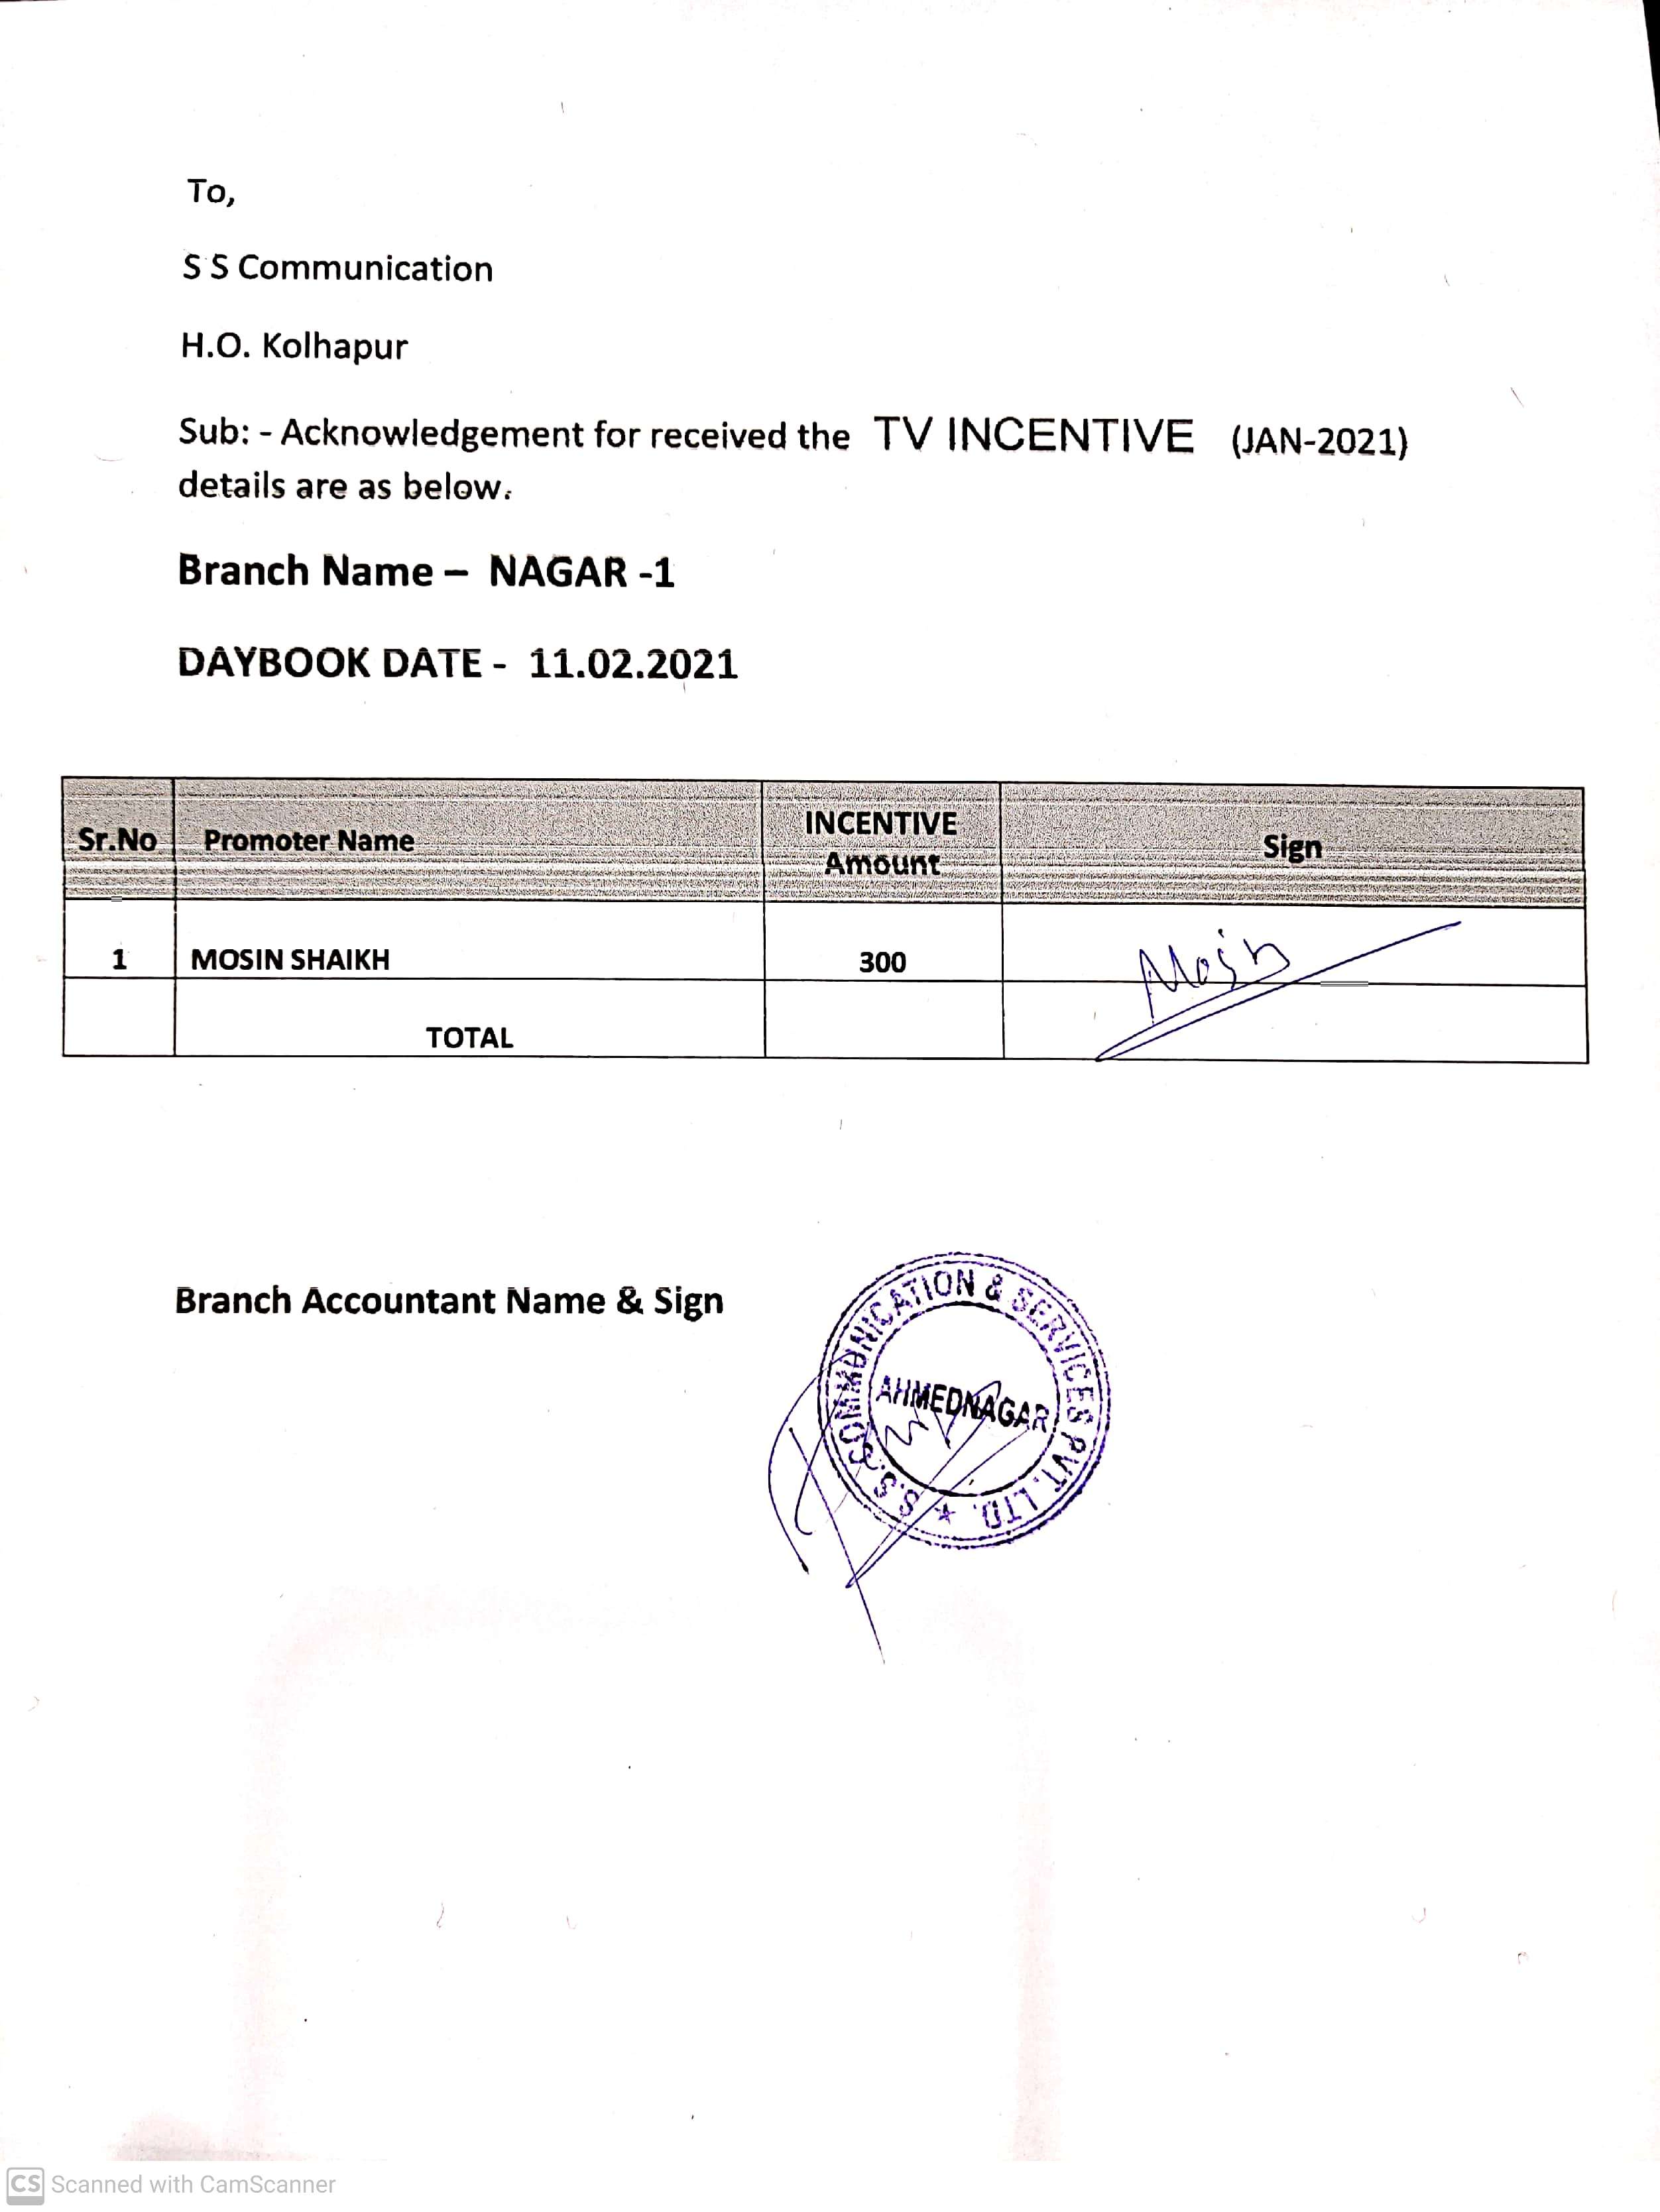 To,
S S Communication
H.O. Kolhapur
Sub: - Acknowledgement for received the TV INCENTIVE (JAN-2021)
details are as below.
Branch Name – NAGAR -1
DAYBOOK DATE - 11.02.2021
Sr.No Promoter Name INCENTIVE Amount Sign
1 MOSIN SHAIKH 300 Mosin
TOTAL
Branch Accountant Name & Sign
S.S. COMMUNICATION & SERVICES PVT. LTD. ★
AHMEDNAGAR
CS Scanned with CamScanner